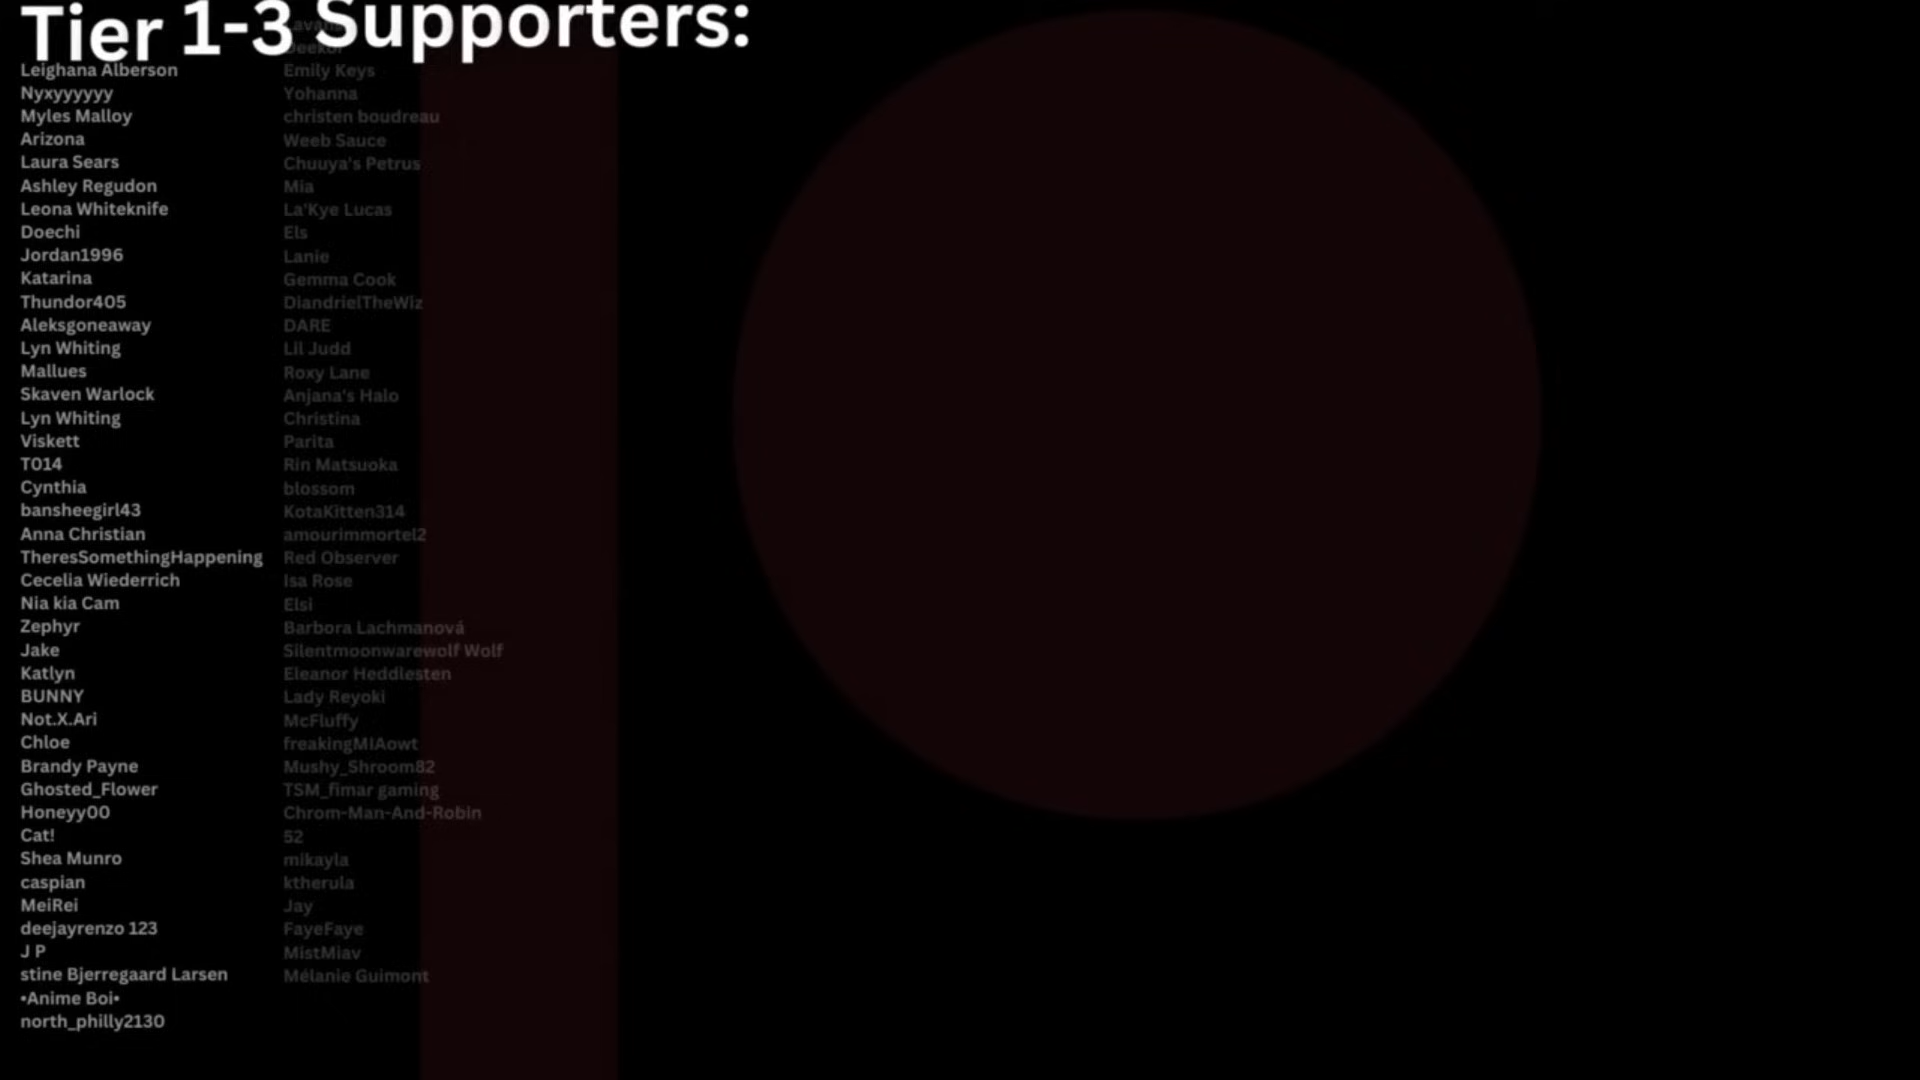 Tier 1-3 Supporters:
Leighana Alberson
Nyxyyyyyy
Myles Malloy
Arizona
Laura Sears
Ashley Regudon
Leona Whiteknife
Doechi
Jordan1996
Katarina
Thundor405
Aleksgoneaway
Lyn Whiting
Mallues
Skaven Warlock
Lyn Whiting
Viskett
T014
Cynthia
bansheegirl43
Anna Christian
TheresSomethingHappening
Cecelia Wiederrich
Nia kia Cam
Zephyr
Jake
Katlyn
BUNNY
Not.X.Ari
Chloe
Brandy Payne
Ghosted_Flower
Honeyy00
Cat!
Shea Munro
caspian
MeiRei
deejayrenzo 123
J P
stine Bjerregaard Larsen
•Anime Boi•
north_philly2130
Emily Keys
Yohanna
christen boudreau
Weeb Sauce
Chuuya's Petrus
Mia
La'Kye Lucas
Els
Lanie
Gemma Cook
DiandrielTheWiz
DARE
Lil Judd
Roxy Lane
Anjana's Halo
Christina
Parita
Rin Matsuoka
blossom
KotaKitten314
amourimmortel2
Red Observer
Isa Rose
Elsi
Barbora Lachmanová
Silentmoonwarewolf Wolf
Eleanor Heddlesten
Lady Reyoki
McFluffy
freakingMIAowt
Mushy_Shroom82
TSM_fimar gaming
Chrom-Man-And-Robin
52
mikayla
ktherula
Jay
FayeFaye
MistMiav
Mélanie Guimont